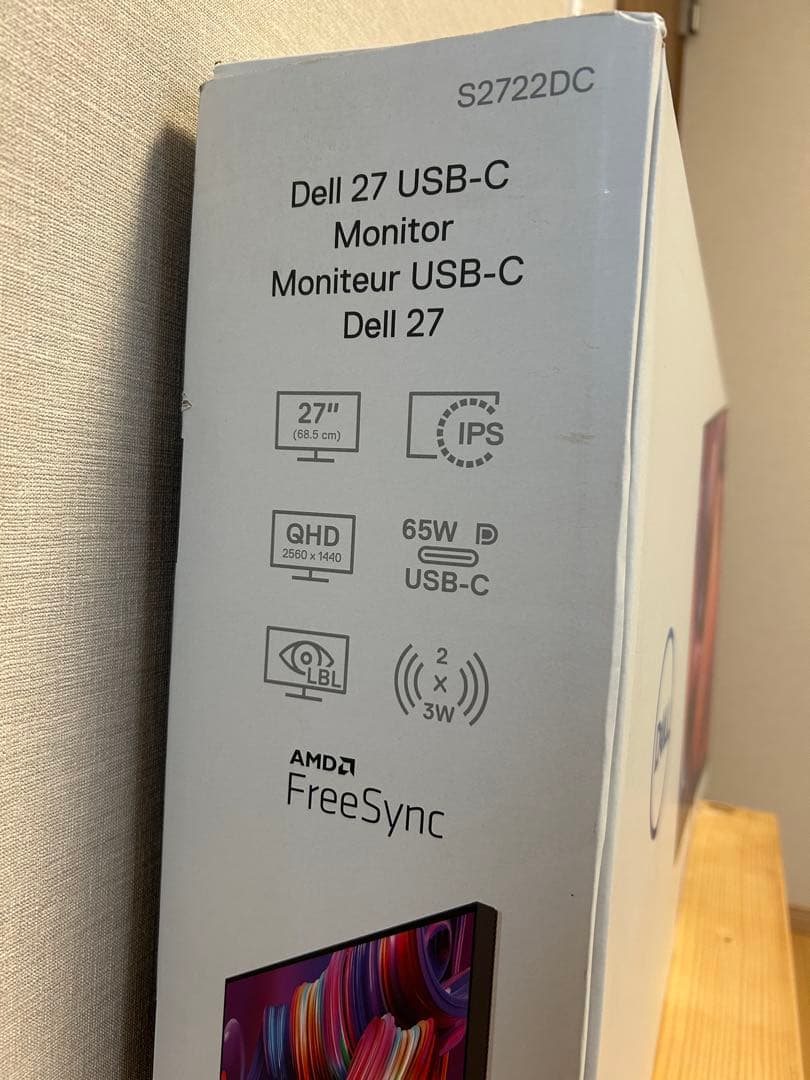 S2722DC
Dell 27 USB-C
Monitor
Moniteur USB-C
Dell 27
27"
(68.5 cm)
IPS
QHD
2560 x 1440
65W
USB-C
LBL
2
x
3W
AMD
FreeSync
DELL